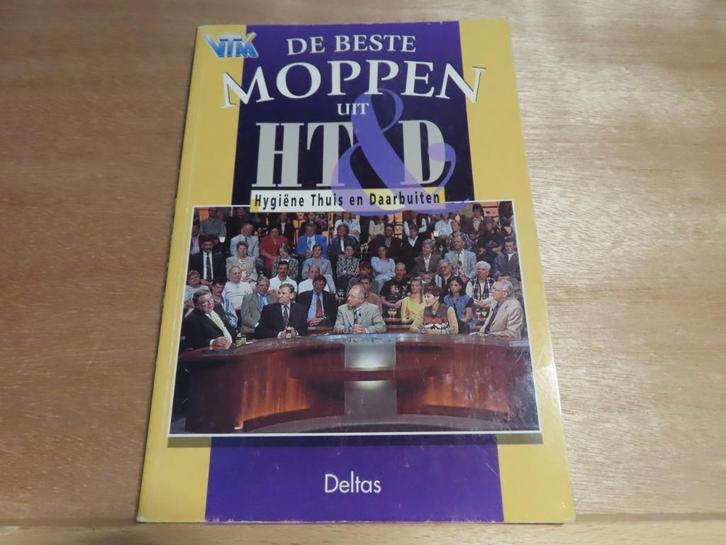 VTM
DE BESTE
MOPPEN
UIT
HT&D
Hygiëne Thuis en Daarbuiten
Deltas